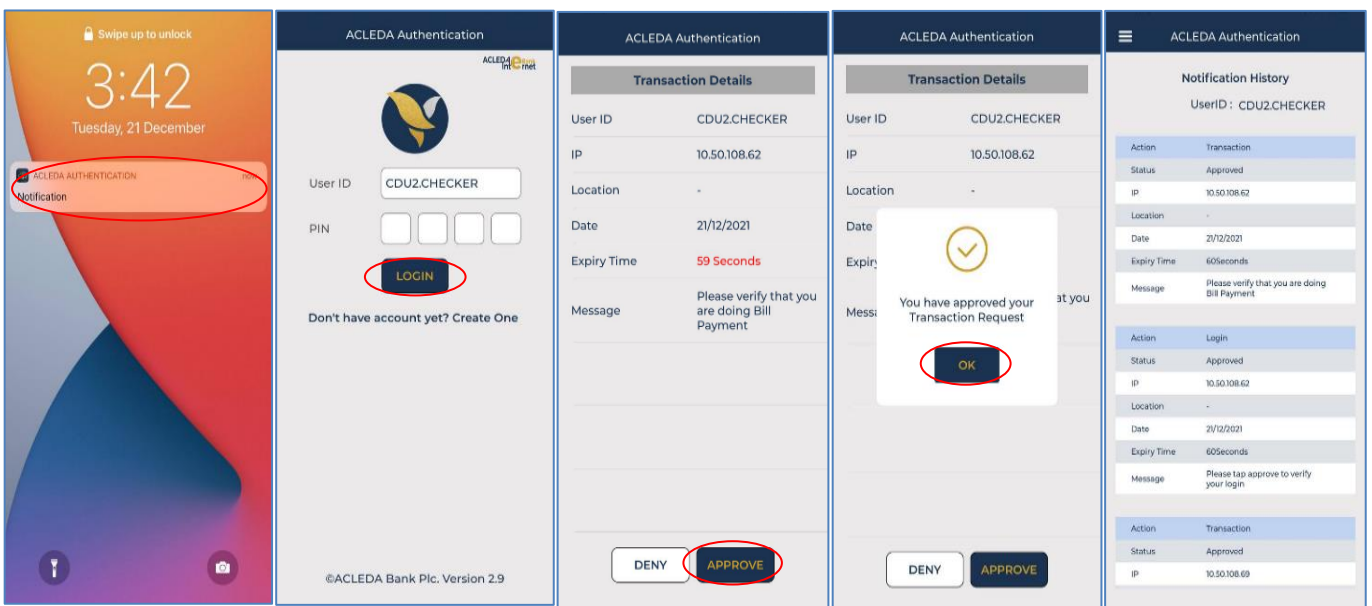 Swipe up to unlock
3:42
Tuesday, 21 December
ACLEDA AUTHENTICATION
now
Notification
ACLEDA Authentication
User ID
CDU2.CHECKER
PIN
LOGIN
Don't have account yet? Create One
©ACLEDA Bank Plc. Version 2.9
ACLEDA Authentication
Transaction Details
User ID CDU2.CHECKER
IP 10.50.108.62
Location -
Date 21/12/2021
Expiry Time 59 Seconds
Message Please verify that you
are doing Bill
Payment
DENY
APPROVE
ACLEDA Authentication
Transaction Details
User ID CDU2.CHECKER
IP 10.50.108.62
Location -
Date
Expiry
Messa
at you
You have approved your
Transaction Request
OK
DENY
APPROVE
ACLEDA Authentication
Notification History
UserID : CDU2.CHECKER
Action Transaction
Status Approved
IP 10.50.108.62
Location -
Date 21/12/2021
Expiry Time 60Seconds
Message Please verify that you are doing
Bill Payment
Action Login
Status Approved
IP 10.50.108.62
Location -
Date 21/12/2021
Expiry Time 60Seconds
Message Please tap approve to verify
your login
Action Transaction
Status Approved
IP 10.50.108.69